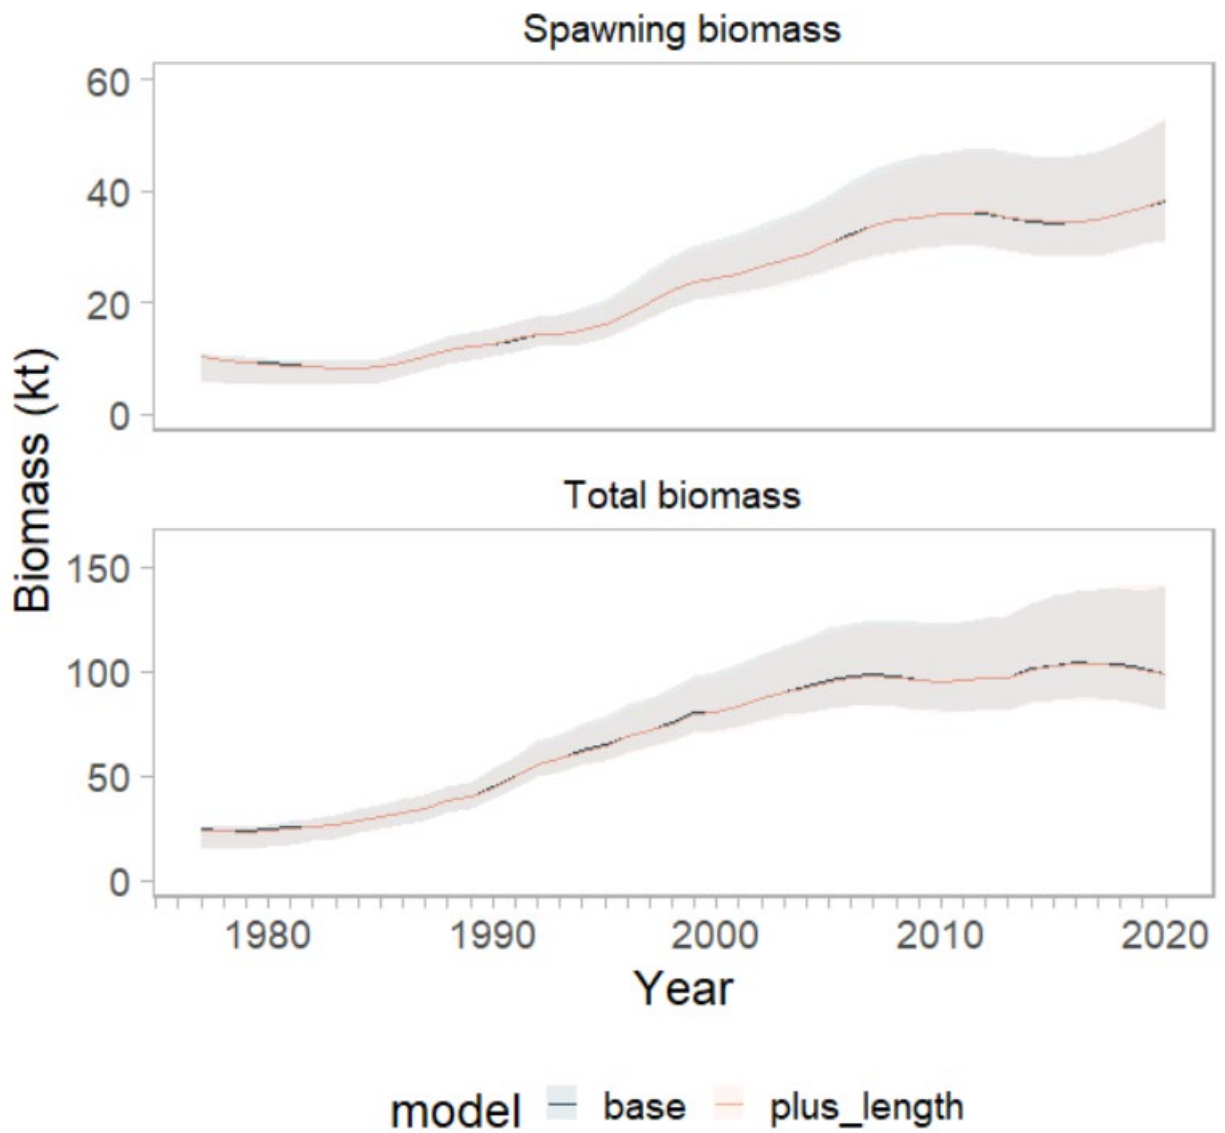 Spawning biomass
60
40
20
0
Biomass (kt)
Total biomass
150
100
50
0
1980 1990 2000 2010 2020
Year
model base plus_length